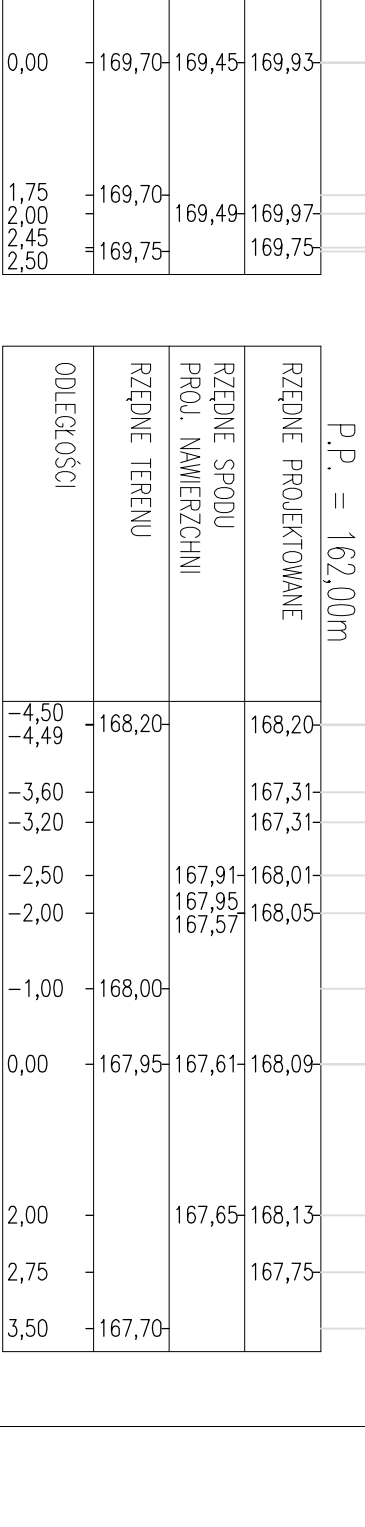 0,00 169,70 169,45 169,93
1,75 169,70
2,00 169,49 169,97
2,45 169,75
2,50 169,75
P.P. = 162,00m
RZĘDNE PROJEKTOWANE
RZĘDNE SPODU
PROJ. NAWIERZCHNI
RZĘDNE TERENU
ODLEGŁOŚCI
-4,50 168,20 168,20
-4,49
-3,60 167,31
-3,20 167,31
-2,50 167,91 168,01
-2,00 167,95 168,05
167,57
-1,00 168,00
0,00 167,95 167,61 168,09
2,00 167,65 168,13
2,75 167,75
3,50 167,70